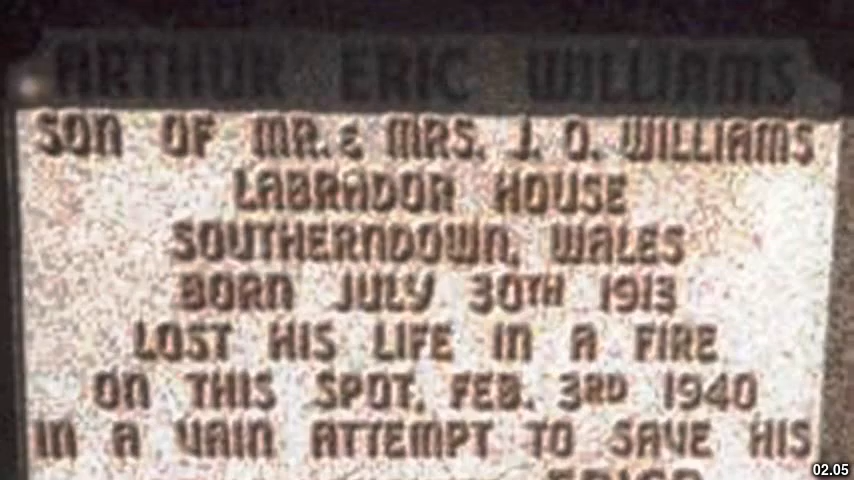 ARTHUR ERIC WILLIAMS
SON OF MR. & MRS. J. O. WILLIAMS
LABRADOR HOUSE
SOUTHERNDOWN, WALES
BORN JULY 30TH 1913
LOST HIS LIFE IN A FIRE
ON THIS SPOT, FEB. 3RD 1940
IN A VAIN ATTEMPT TO SAVE HIS
02.05